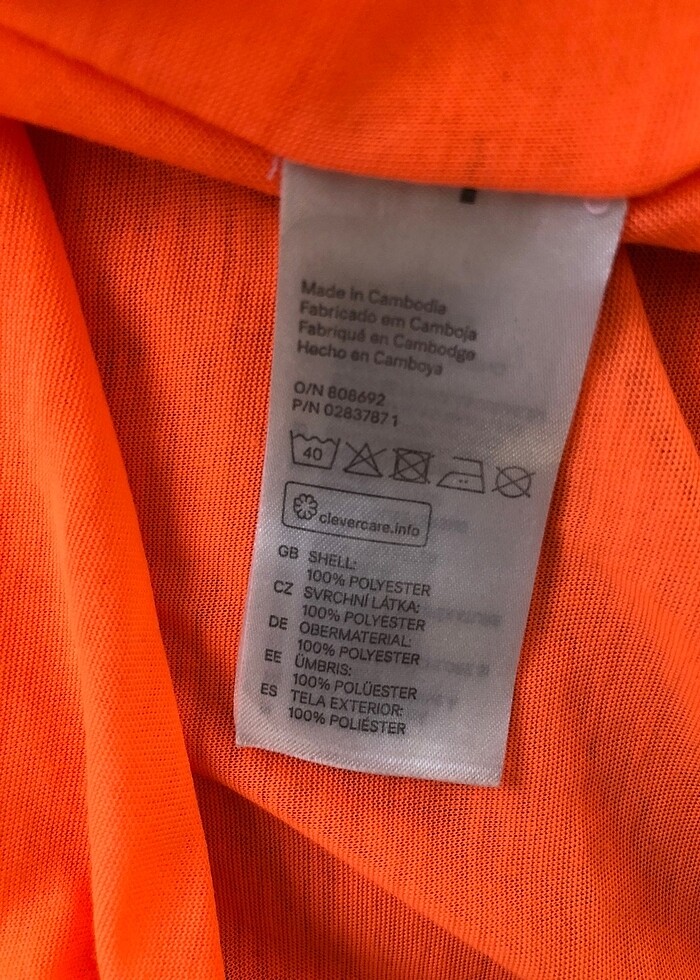 Made in Cambodia
Fabricado em Camboja
Fabriqué en Cambodge
Hecho en Camboya
O/N 808692
P/N 02837871
40
clevercare.info
GB SHELL:
100% POLYESTER
CZ SVRCHNÍ LÁTKA:
100% POLYESTER
DE OBERMATERIAL:
100% POLYESTER
EE ÜMBRIS:
100% POLÜESTER
ES TELA EXTERIOR:
100% POLIÉSTER